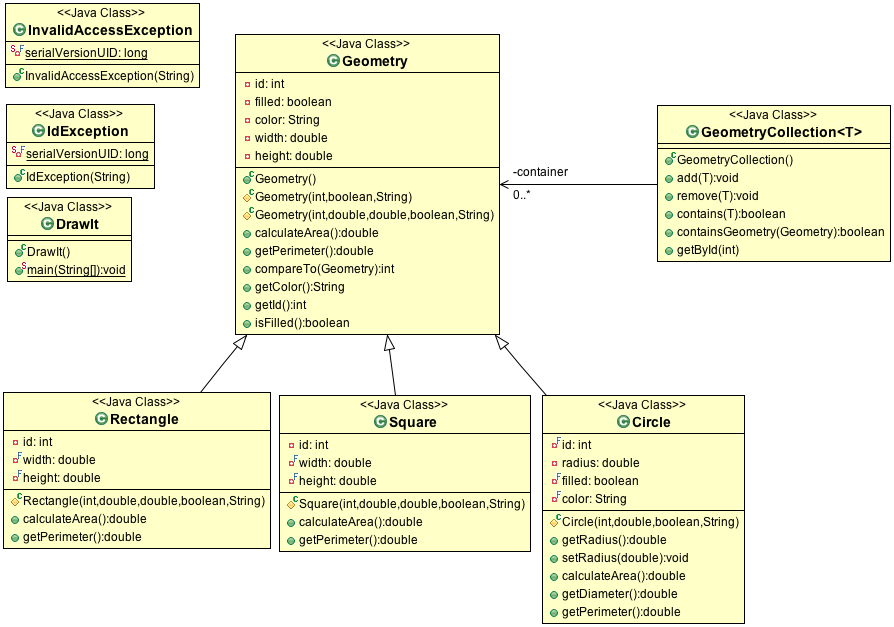 <<Java Class>>
InvalidAccessException
serialVersionUID: long
InvalidAccessException(String)
<<Java Class>>
IdException
serialVersionUID: long
IdException(String)
<<Java Class>>
DrawIt
DrawIt()
main(String[]):void
<<Java Class>>
Geometry
id: int
filled: boolean
color: String
width: double
height: double
Geometry()
Geometry(int,boolean,String)
Geometry(int,double,double,boolean,String)
calculateArea():double
getPerimeter():double
compareTo(Geometry):int
getColor():String
getId():int
isFilled():boolean
-container
0..*
<<Java Class>>
GeometryCollection<T>
GeometryCollection()
add(T):void
remove(T):void
contains(T):boolean
containsGeometry(Geometry):boolean
getById(int)
<<Java Class>>
Rectangle
id: int
width: double
height: double
Rectangle(int,double,double,boolean,String)
calculateArea():double
getPerimeter():double
<<Java Class>>
Square
id: int
width: double
height: double
Square(int,double,double,boolean,String)
calculateArea():double
getPerimeter():double
<<Java Class>>
Circle
id: int
radius: double
filled: boolean
color: String
Circle(int,double,boolean,String)
getRadius():double
setRadius(double):void
calculateArea():double
getDiameter():double
getPerimeter():double